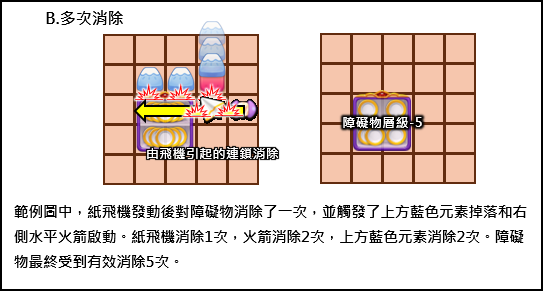 B.多次消除
障礙物層級-5
由飛機引起的連鎖消除
範例圖中，紙飛機發動後對障礙物消除了一次，並觸發了上方藍色元素掉落和右
側水平火箭啟動。紙飛機消除1次，火箭消除2次，上方藍色元素消除2次。障礙
物最終受到有效消除5次。